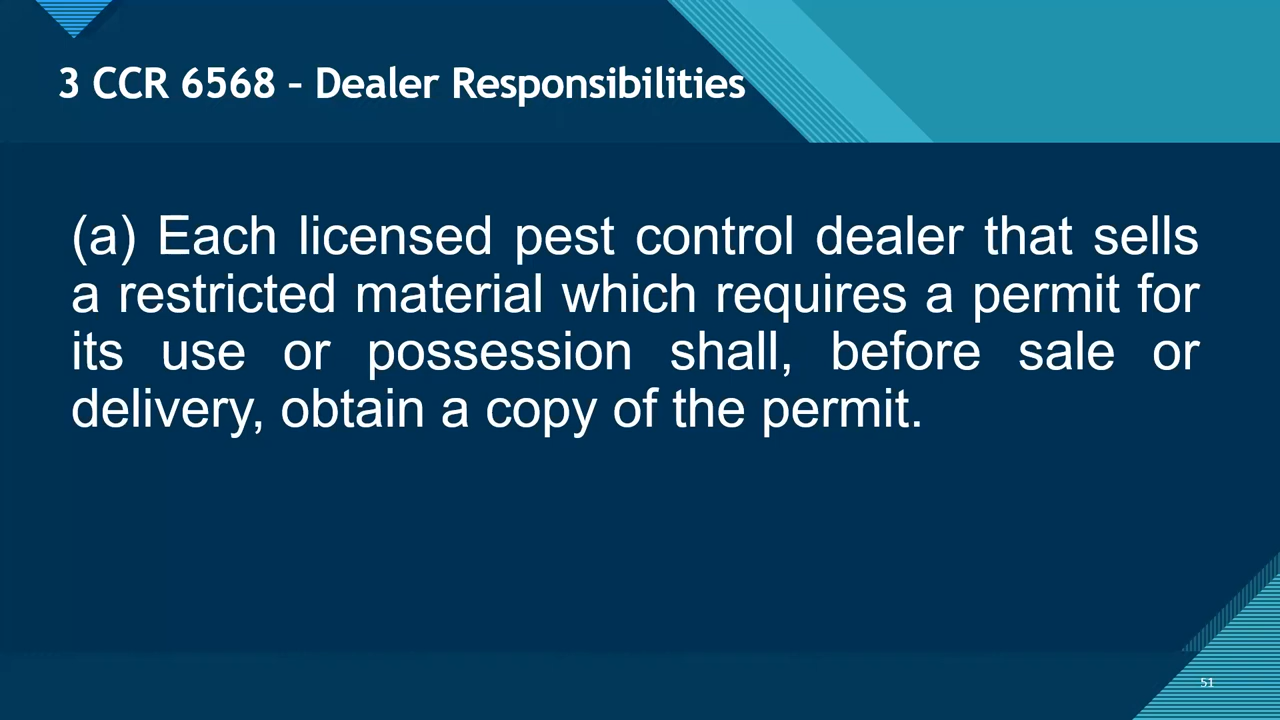 3 CCR 6568 – Dealer Responsibilities
(a) Each licensed pest control dealer that sells
a restricted material which requires a permit for
its use or possession shall, before sale or
delivery, obtain a copy of the permit.
51